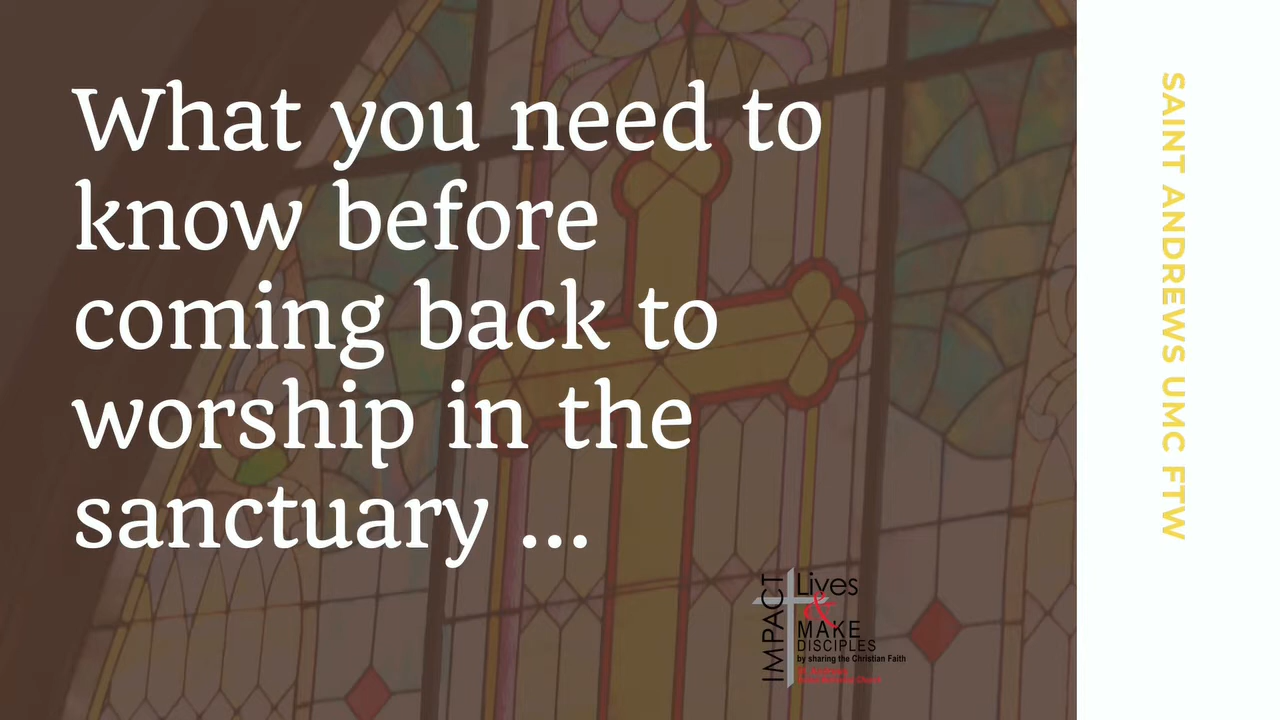 What you need to
know before
coming back to
worship in the
sanctuary ...
SAINT ANDREWS UMC FTW
IMPACT
Lives
&
MAKE
DISCIPLES
by sharing the Christian Faith